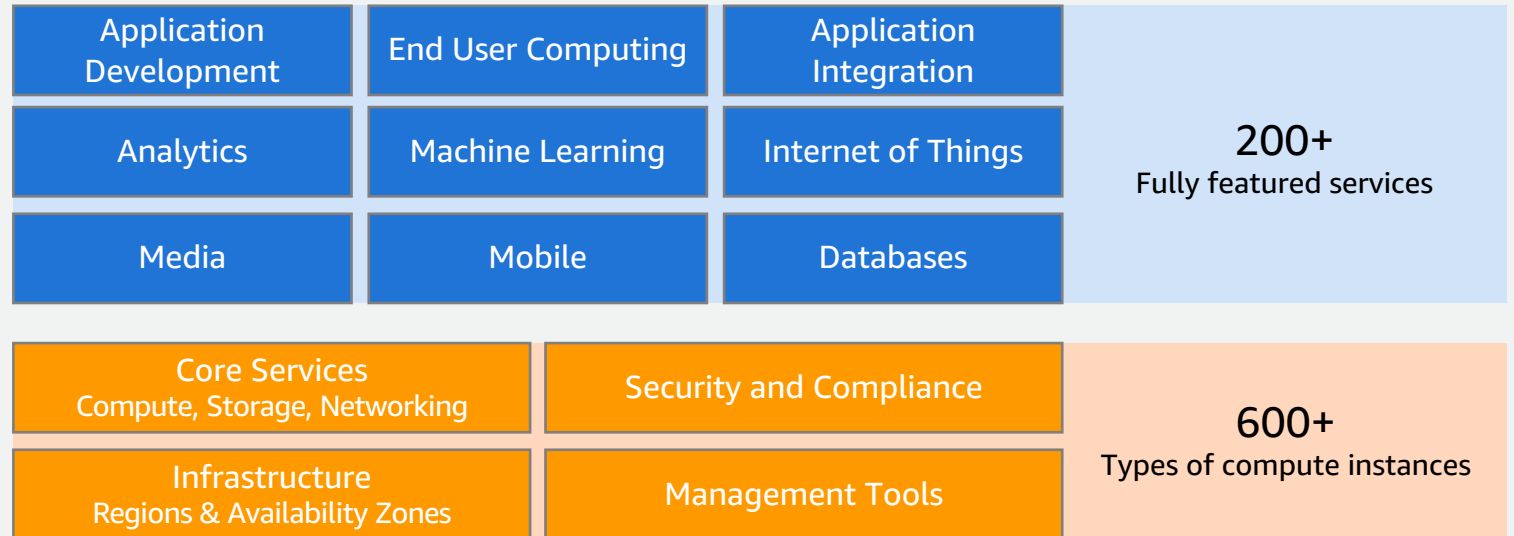 Application
Development
End User Computing
Application
Integration
Analytics
Machine Learning
Internet of Things
Media
Mobile
Databases
200+
Fully featured services
Core Services
Compute, Storage, Networking
Security and Compliance
Infrastructure
Regions & Availability Zones
Management Tools
600+
Types of compute instances